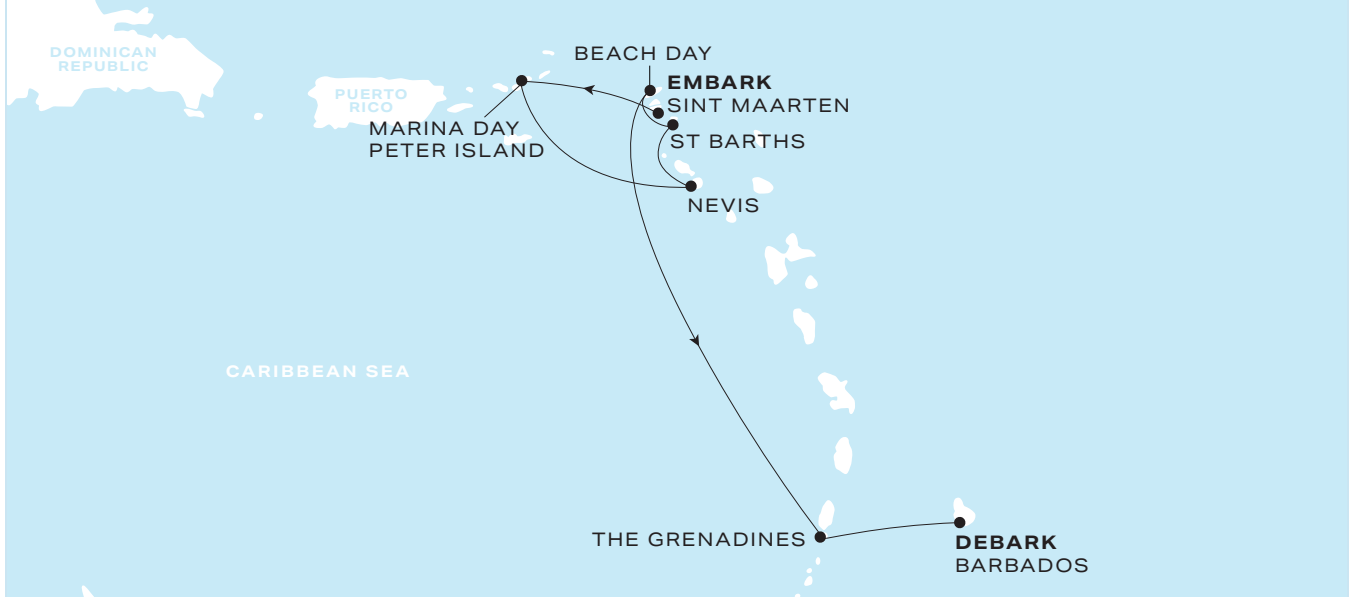 BEACH DAY
DOMINICAN
REPUBLIC
EMBARK
SINT MAARTEN
PUERTO
RICO
MARINA DAY
PETER ISLAND
ST BARTHS
NEVIS
CARIBBEAN SEA
THE GRENADINES
DEBARK
BARBADOS